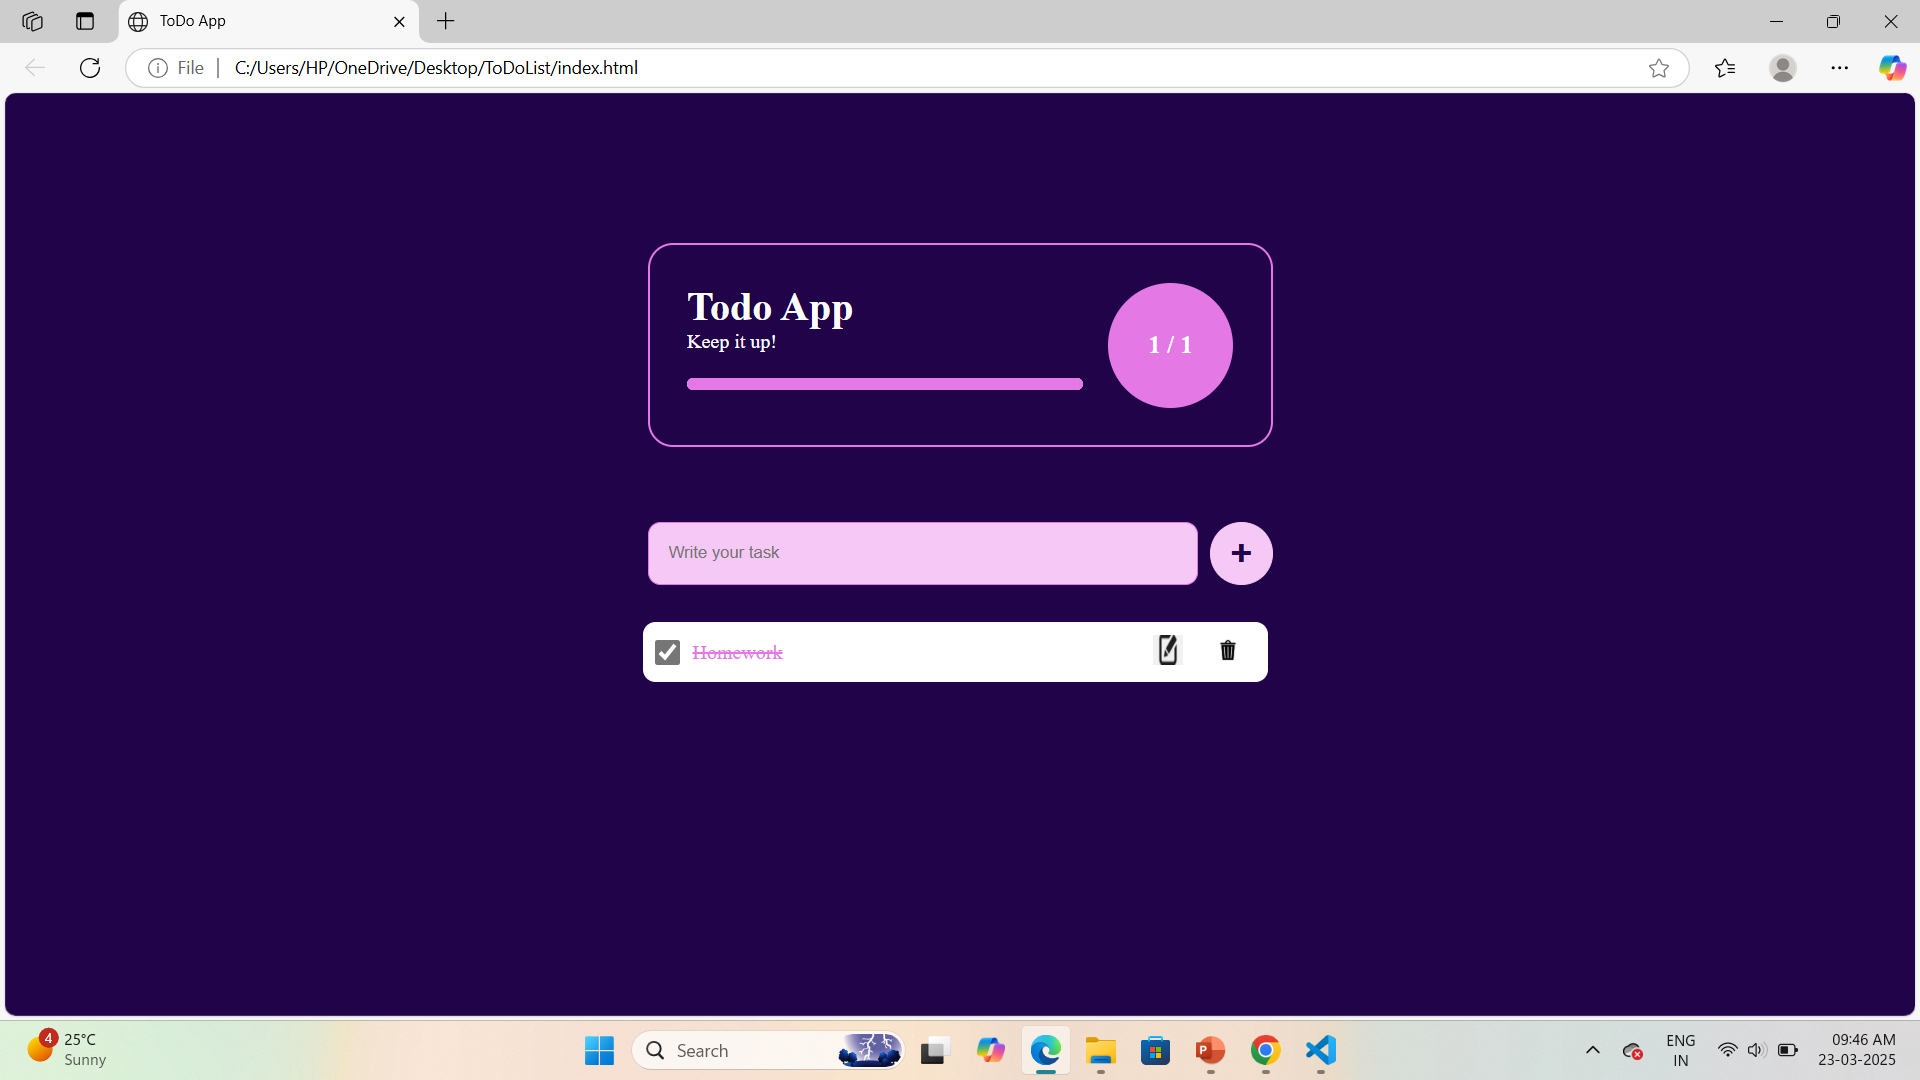 ToDo App
File
C:/Users/HP/OneDrive/Desktop/ToDoList/index.html
Todo App
Keep it up!
1 / 1
Write your task
+
Homework
4
25°C
Sunny
Search
P
ENG
IN
09:46 AM
23-03-2025